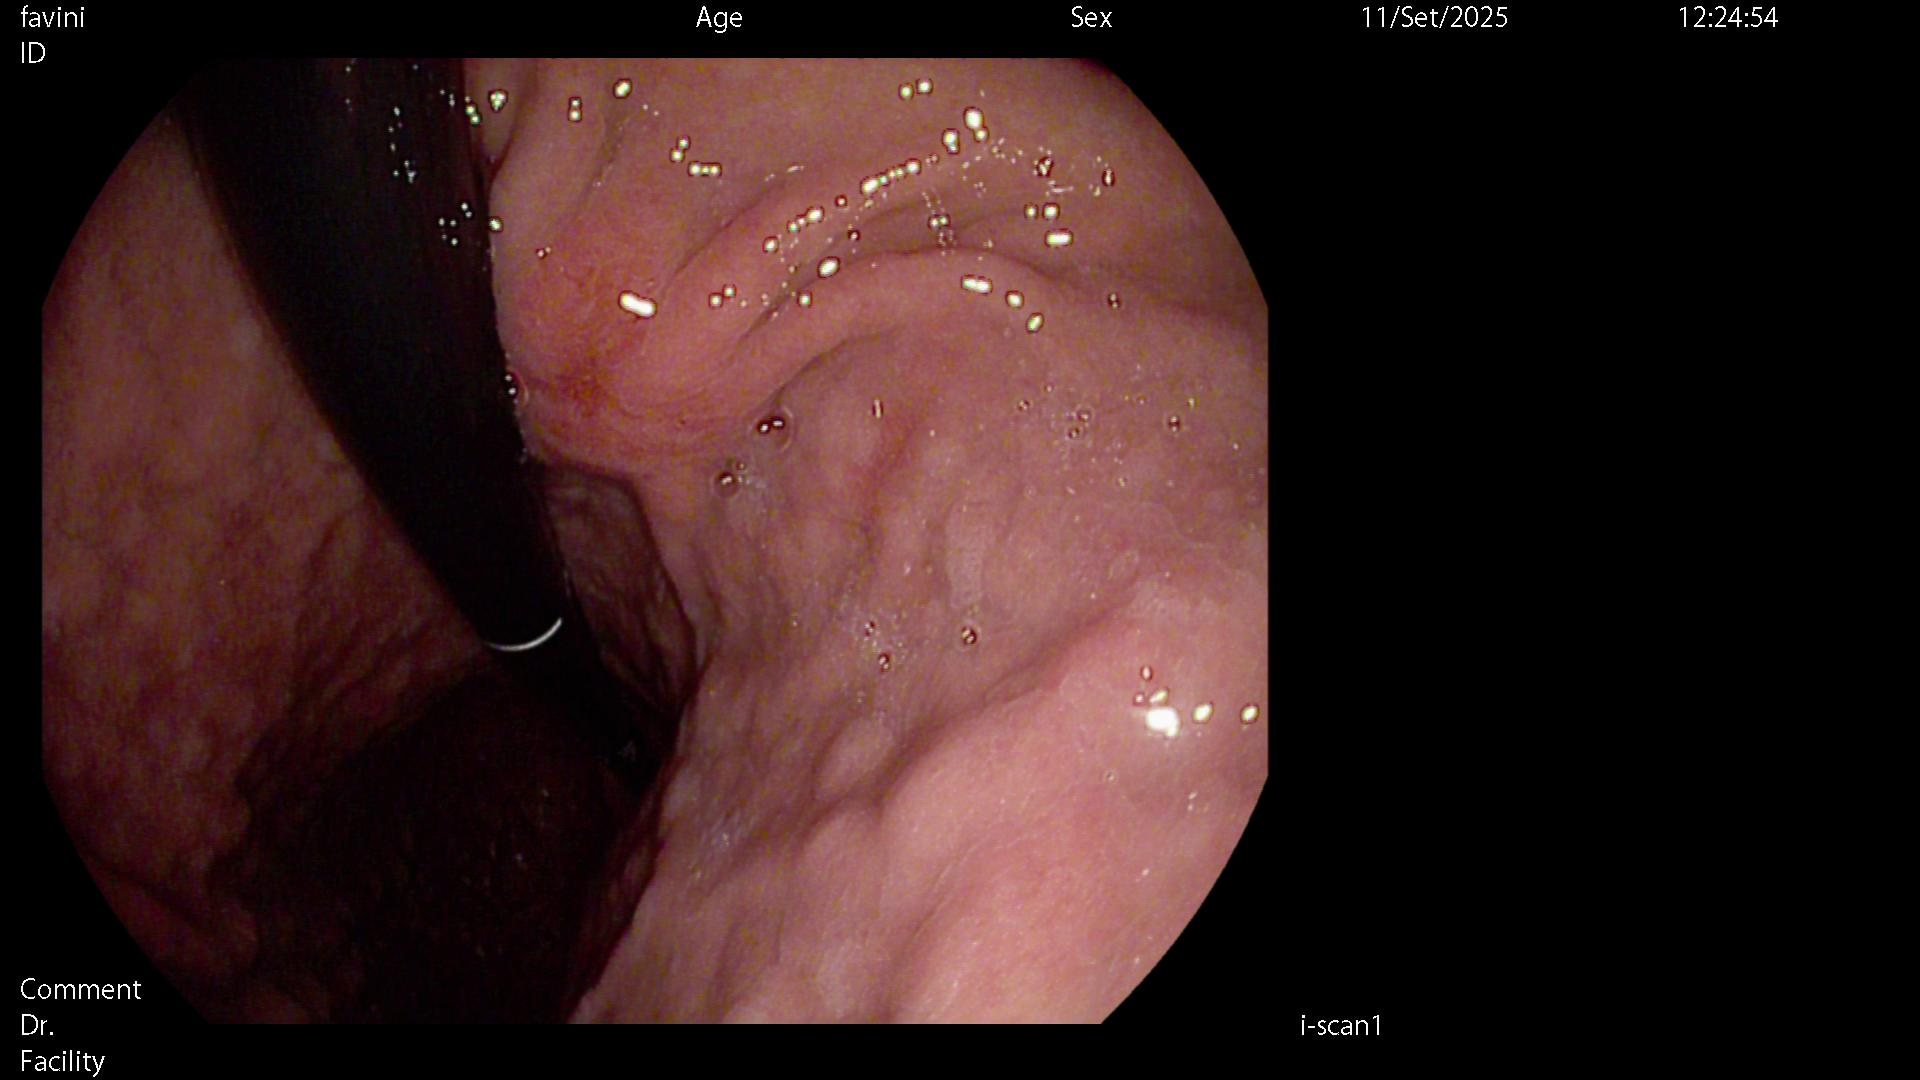 favini Age Sex 11/Set/2025 12:24:54
ID
Comment
Dr. i-scan1
Facility